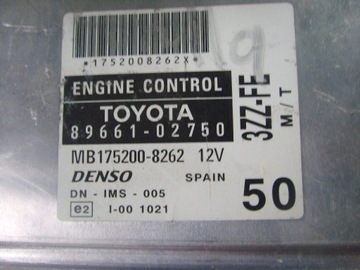 *1752008262X*
19
ENGINE CONTROL
TOYOTA
89661-02750
3ZZ-FE
M/T
MB175200-8262 12V
DENSO SPAIN
DN-IMS-005
50
e2 I-00 1021